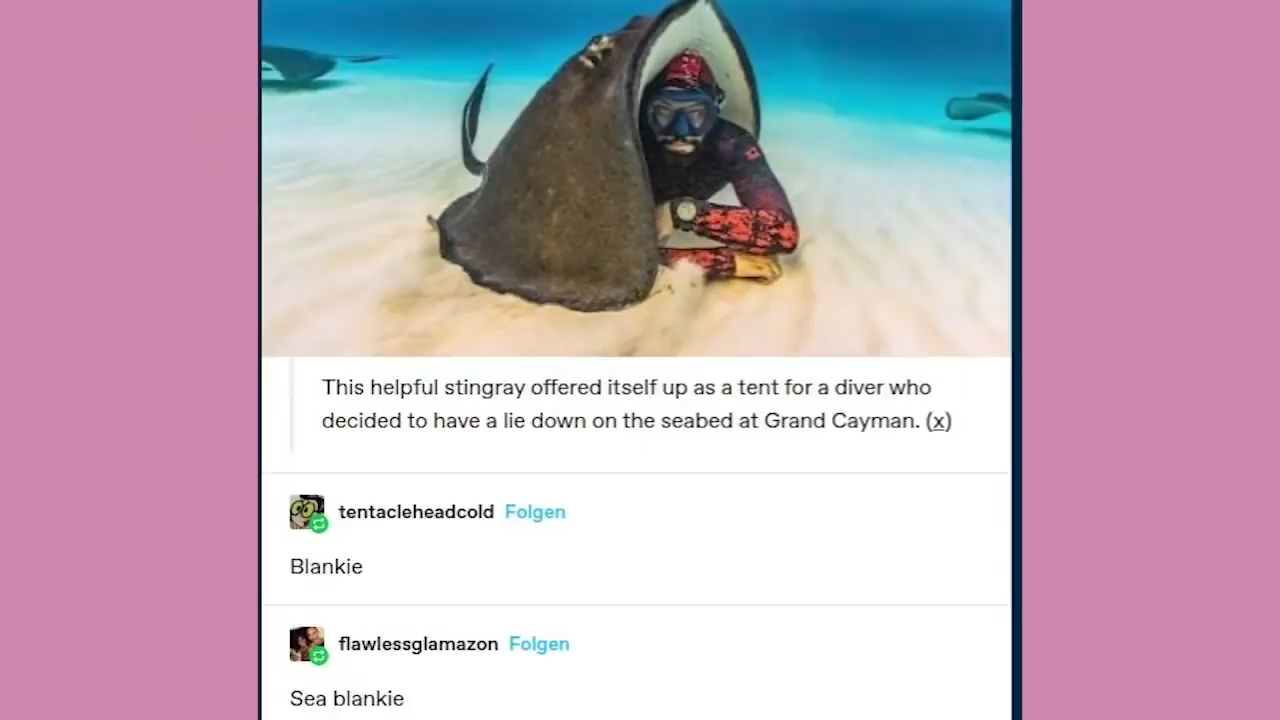 This helpful stingray offered itself up as a tent for a diver who
decided to have a lie down on the seabed at Grand Cayman. (x)
tentacleheadcold Folgen
Blankie
flawlessglamazon Folgen
Sea blankie